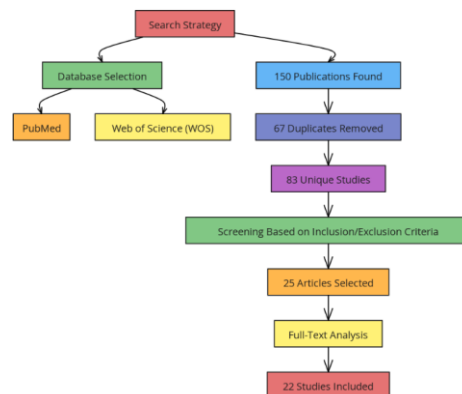 Search Strategy
Database Selection
150 Publications Found
PubMed
Web of Science (WOS)
67 Duplicates Removed
83 Unique Studies
Screening Based on Inclusion/Exclusion Criteria
25 Articles Selected
Full-Text Analysis
22 Studies Included